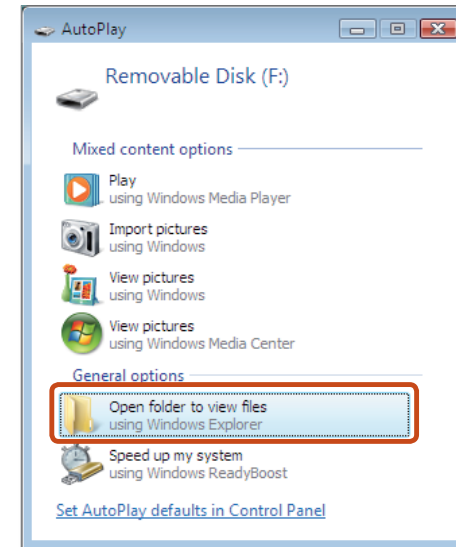 AutoPlay
Removable Disk (F:)
Mixed content options
Play
using Windows Media Player
Import pictures
using Windows
View pictures
using Windows
View pictures
using Windows Media Center
General options
Open folder to view files
using Windows Explorer
Speed up my system
using Windows ReadyBoost
Set AutoPlay defaults in Control Panel